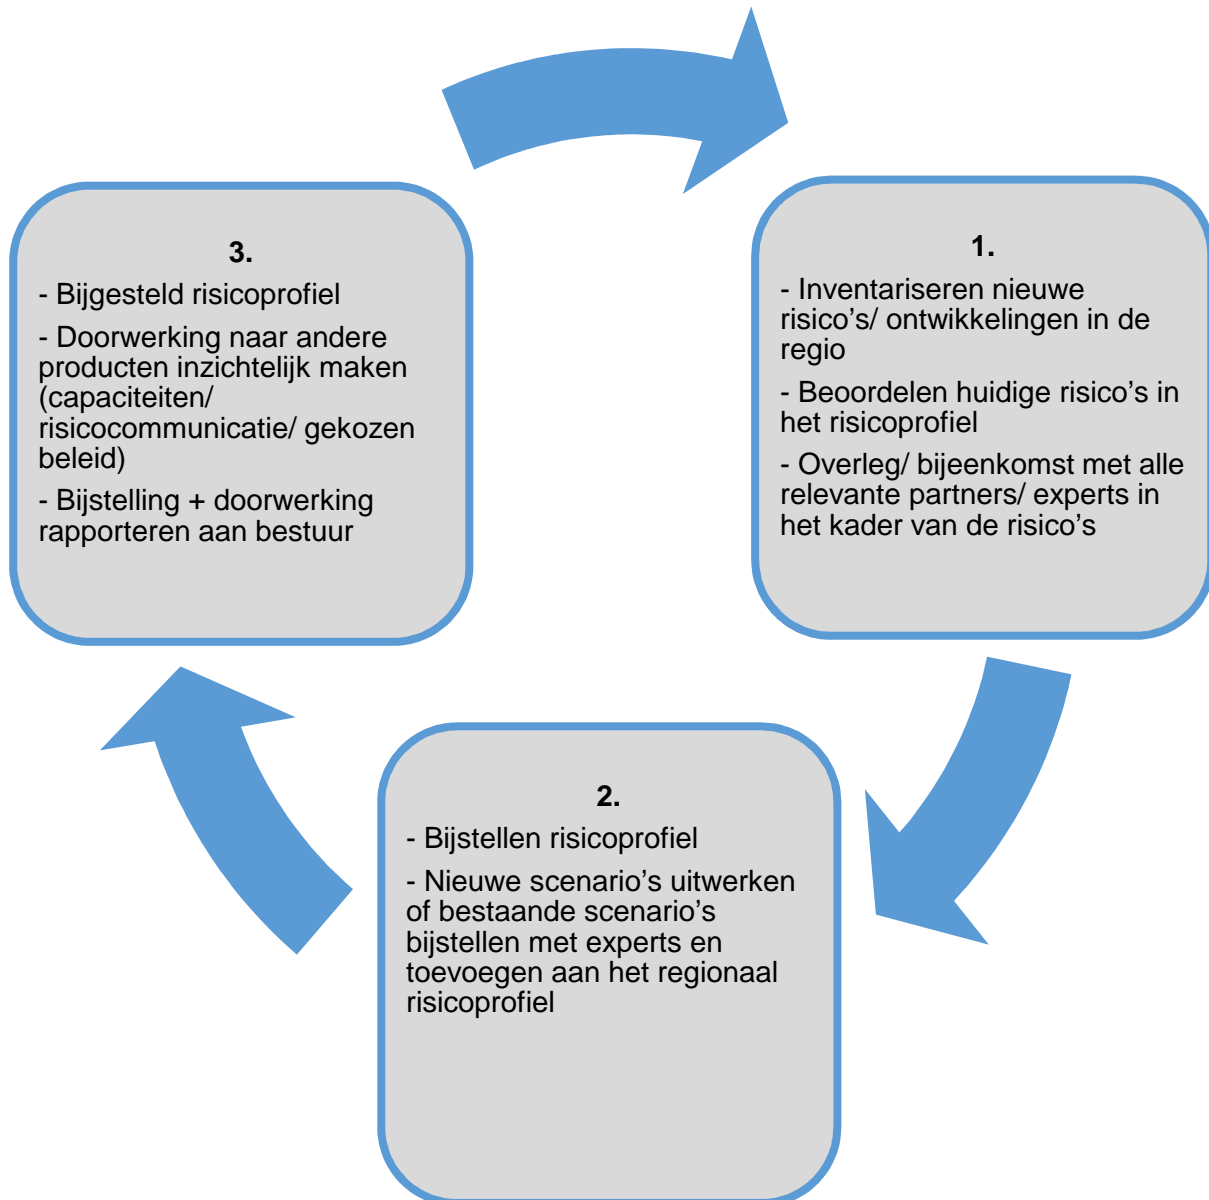 1.
- Inventariseren nieuwe
risico's/ ontwikkelingen in de
regio
- Beoordelen huidige risico's in
het risicoprofiel
- Overleg/ bijeenkomst met alle
relevante partners/ experts in
het kader van de risico's
2.
- Bijstellen risicoprofiel
- Nieuwe scenario's uitwerken
of bestaande scenario's
bijstellen met experts en
toevoegen aan het regionaal
risicoprofiel
3.
- Bijgesteld risicoprofiel
- Doorwerking naar andere
producten inzichtelijk maken
(capaciteiten/
risicocommunicatie/ gekozen
beleid)
- Bijstelling + doorwerking
rapporteren aan bestuur